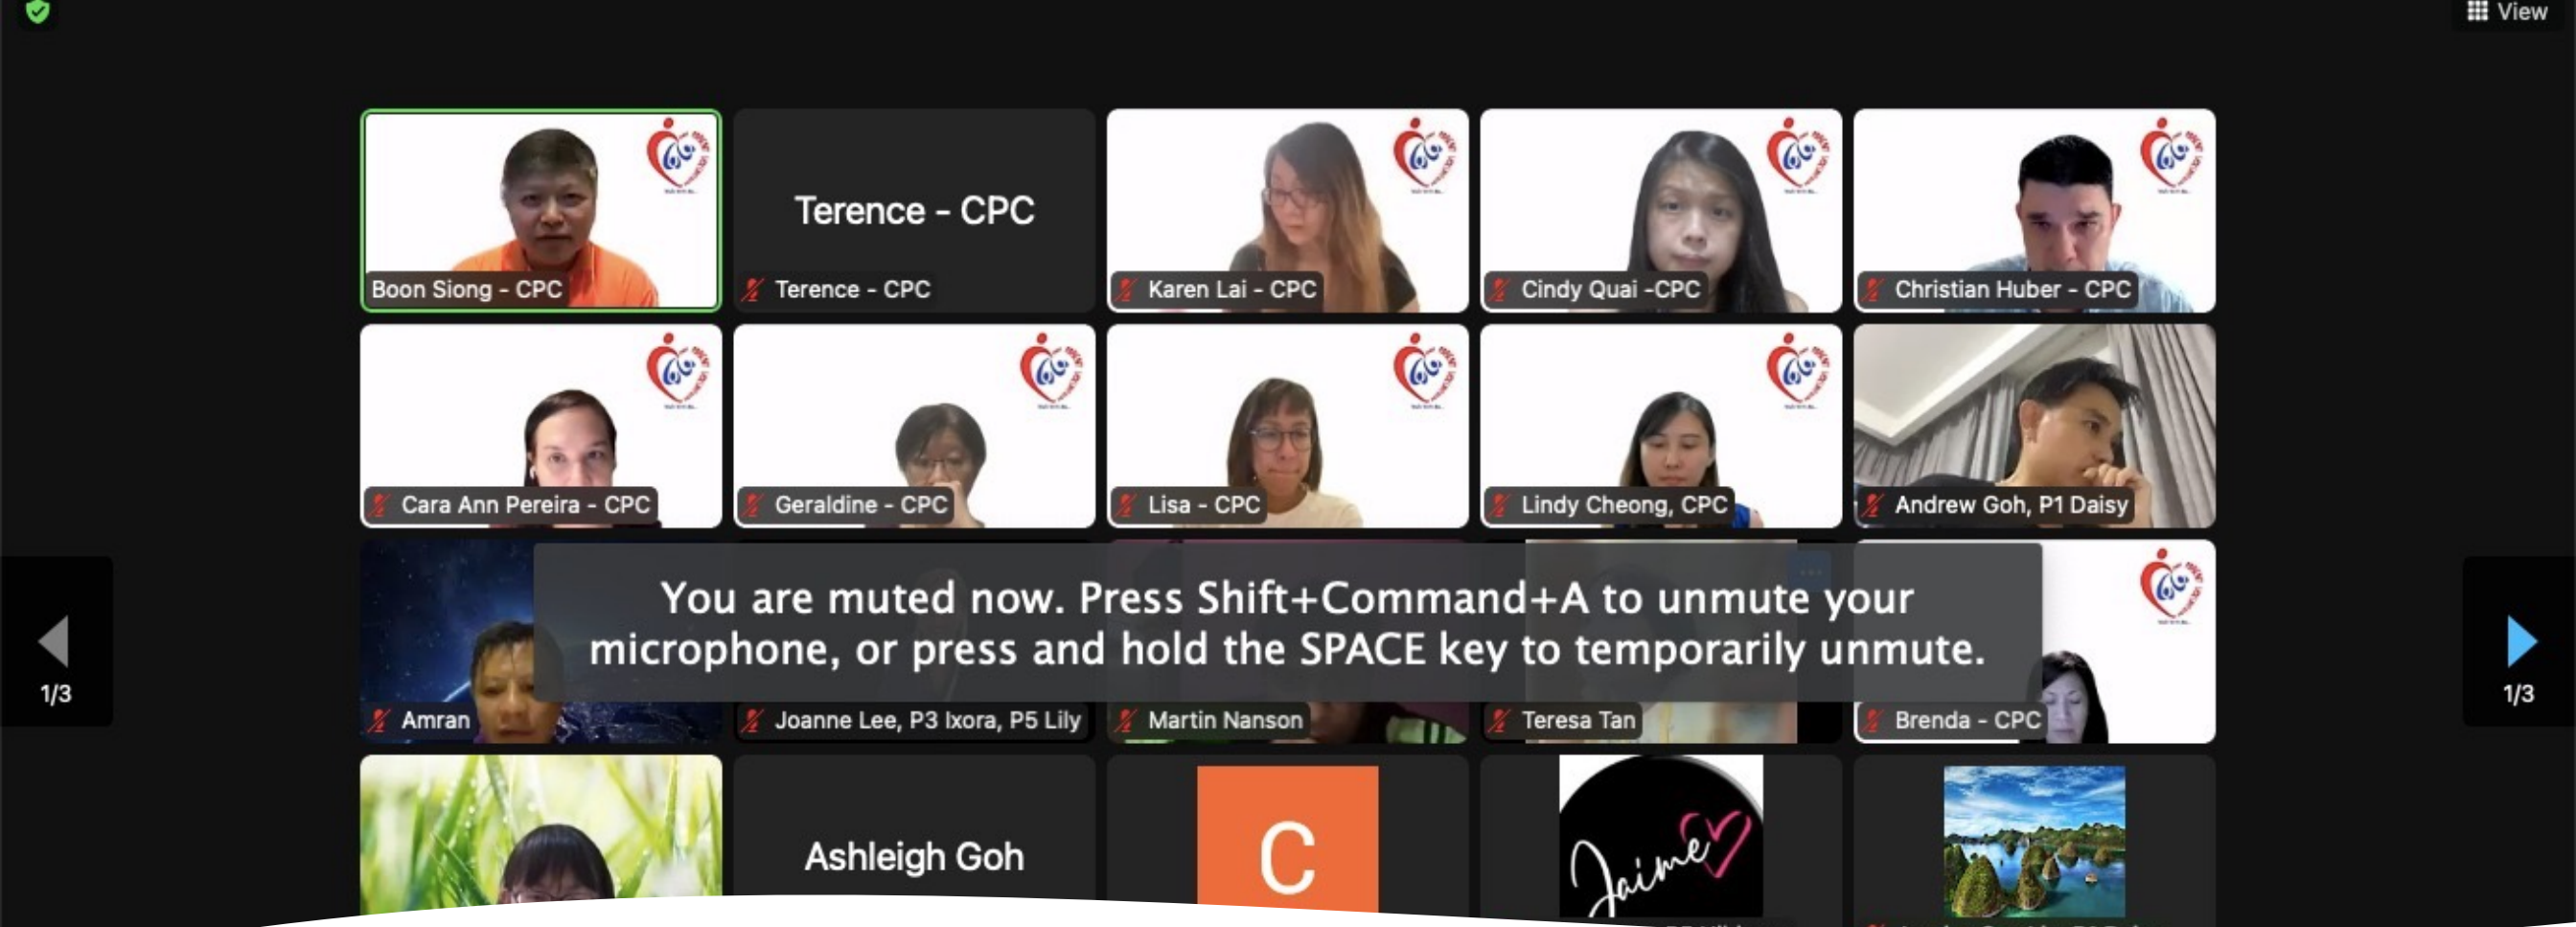 View
Terence - CPC
Boon Siong - CPC
Terence - CPC
Karen Lai - CPC
Cindy Quai -CPC
Christian Huber - CPC
Cara Ann Pereira - CPC
Geraldine - CPC
Lisa - CPC
Lindy Cheong, CPC
Andrew Goh, P1 Daisy
You are muted now. Press Shift+Command+A to unmute your
microphone, or press and hold the SPACE key to temporarily unmute.
1/3
1/3
Amran
Joanne Lee, P3 Ixora, P5 Lily
Martin Nanson
Teresa Tan
Brenda - CPC
Ashleigh Goh
C
Jaime